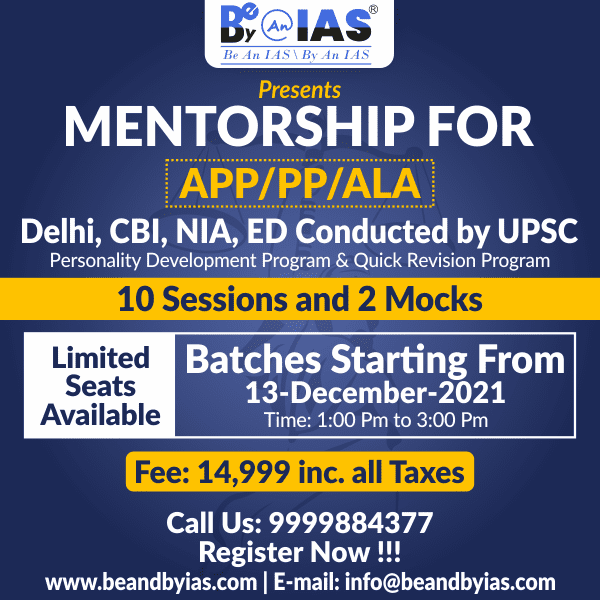 Be By An IAS®
Be An IAS \ By An IAS
Presents
MENTORSHIP FOR
APP/PP/ALA
Delhi, CBI, NIA, ED Conducted by UPSC
Personality Development Program & Quick Revision Program
10 Sessions and 2 Mocks
Limited
Seats
Available
Batches Starting From
13-December-2021
Time: 1:00 Pm to 3:00 Pm
Fee: 14,999 inc. all Taxes
Call Us: 9999884377
Register Now !!!
www.beandbyias.com | E-mail: info@beandbyias.com